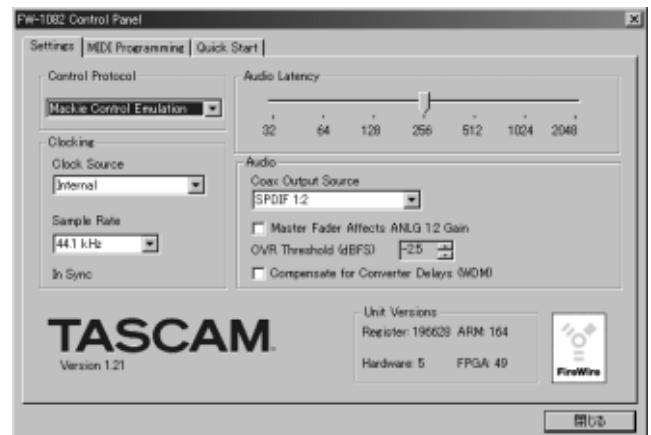 FW-1082 Control Panel
Settings MIDI Programming Quick Start
Control Protocol
Mackie Control Emulation
Audio Latency
32 64 128 256 512 1024 2048
Clocking
Clock Source
Internal
Sample Rate
44.1 kHz
In Sync
Audio
Coax Output Source
SPDIF 1:2
Master Fader Affects ANLG 1:2 Gain
OVR Threshold (dBFS) -2.5
Compensate for Converter Delays (WDM)
TASCAM
Version 1.21
Unit Versions
Register: 196628 ARM: 164
Hardware: 5 FPGA: 49
FireWire
閉じる